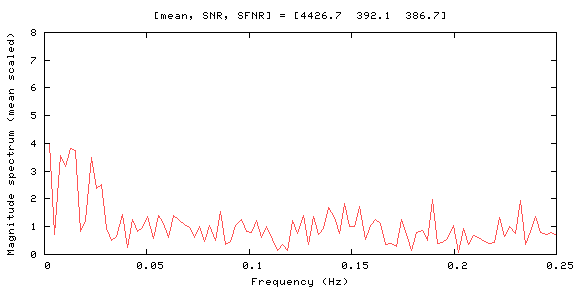 [mean, SNR, SFNR] = [4426.7 392.1 386.7]
Magnitude spectrum (mean scaled)
8
7
6
5
4
3
2
1
0
0 0.05 0.1 0.15 0.2 0.25
Frequency (Hz)